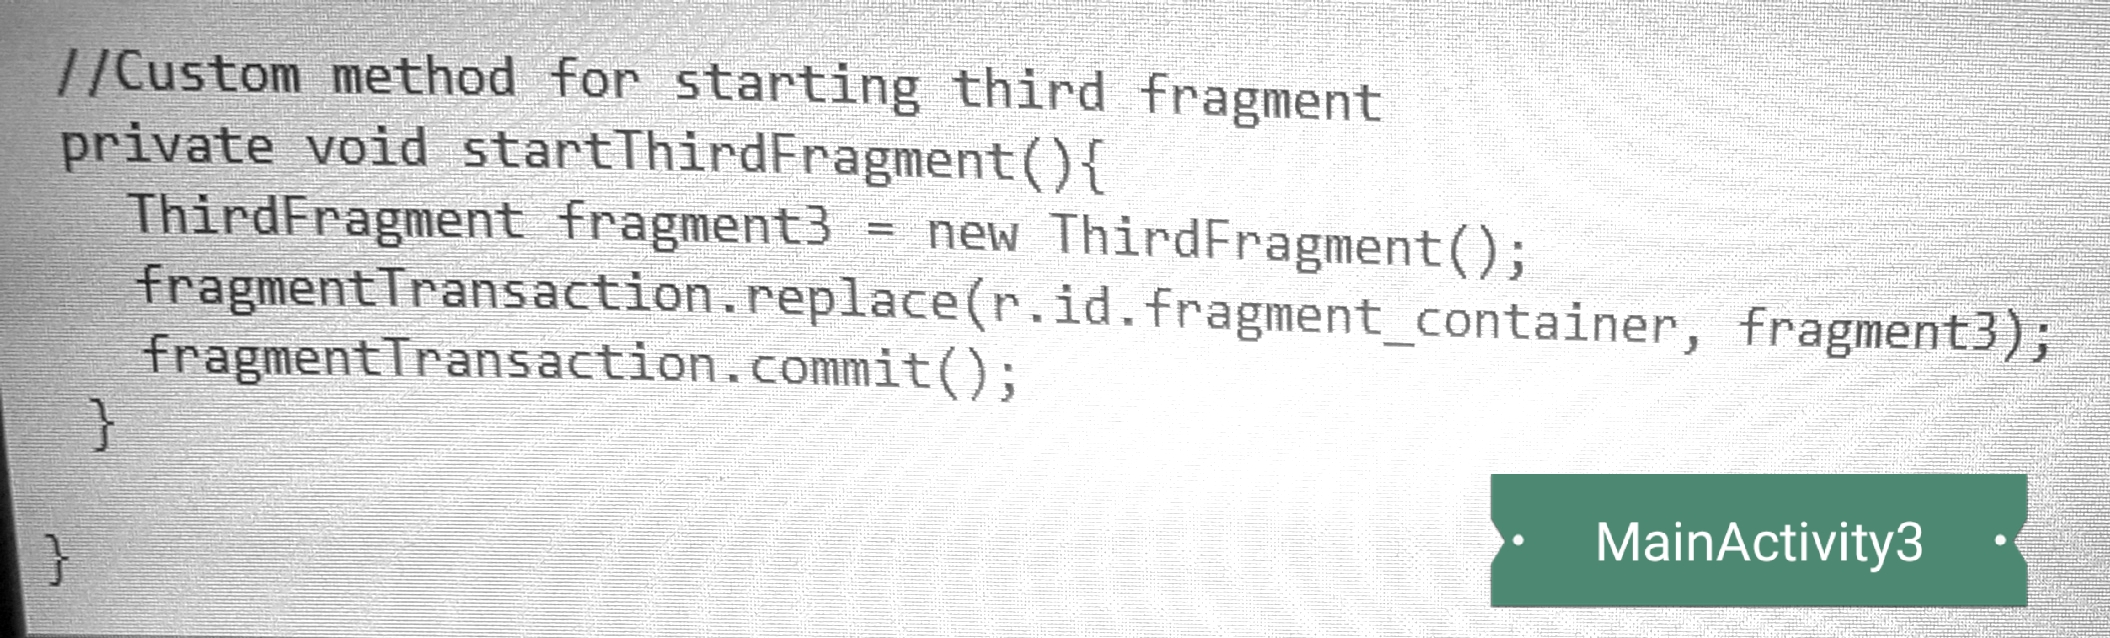 //Custom method for starting third fragment
private void startThirdFragment(){
ThirdFragment fragment3 = new ThirdFragment();
fragmentTransaction.replace(r.id.fragment_container, fragment3);
fragmentTransaction.commit();
}
}
MainActivity3